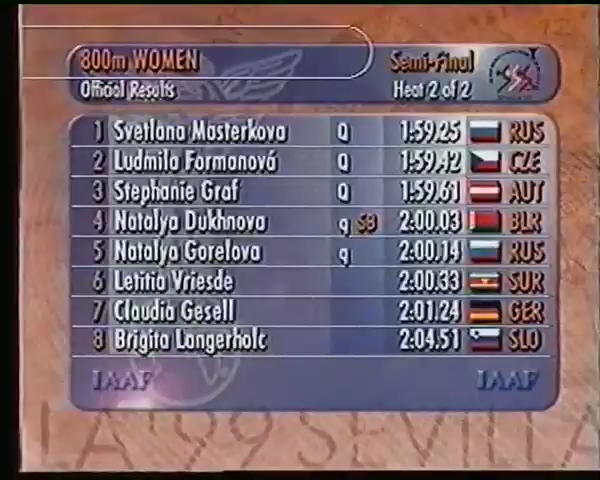 800m WOMEN Semi-Final
Official Results Heat 2 of 2
1 Svetlana Masterkova Q 1:59.25 RUS
2 Ludmila Formanová Q 1:59.42 CZE
3 Stephanie Graf Q 1:59.61 AUT
4 Natalya Dukhnova q SB 2:00.03 BLR
5 Natalya Gorelova q 2:00.14 RUS
6 Letitia Vriesde 2:00.33 SUR
7 Claudia Gesell 2:01.24 GER
8 Brigita Langerholc 2:04.51 SLO
IAAF IAAF
LA '99 SEVILLA